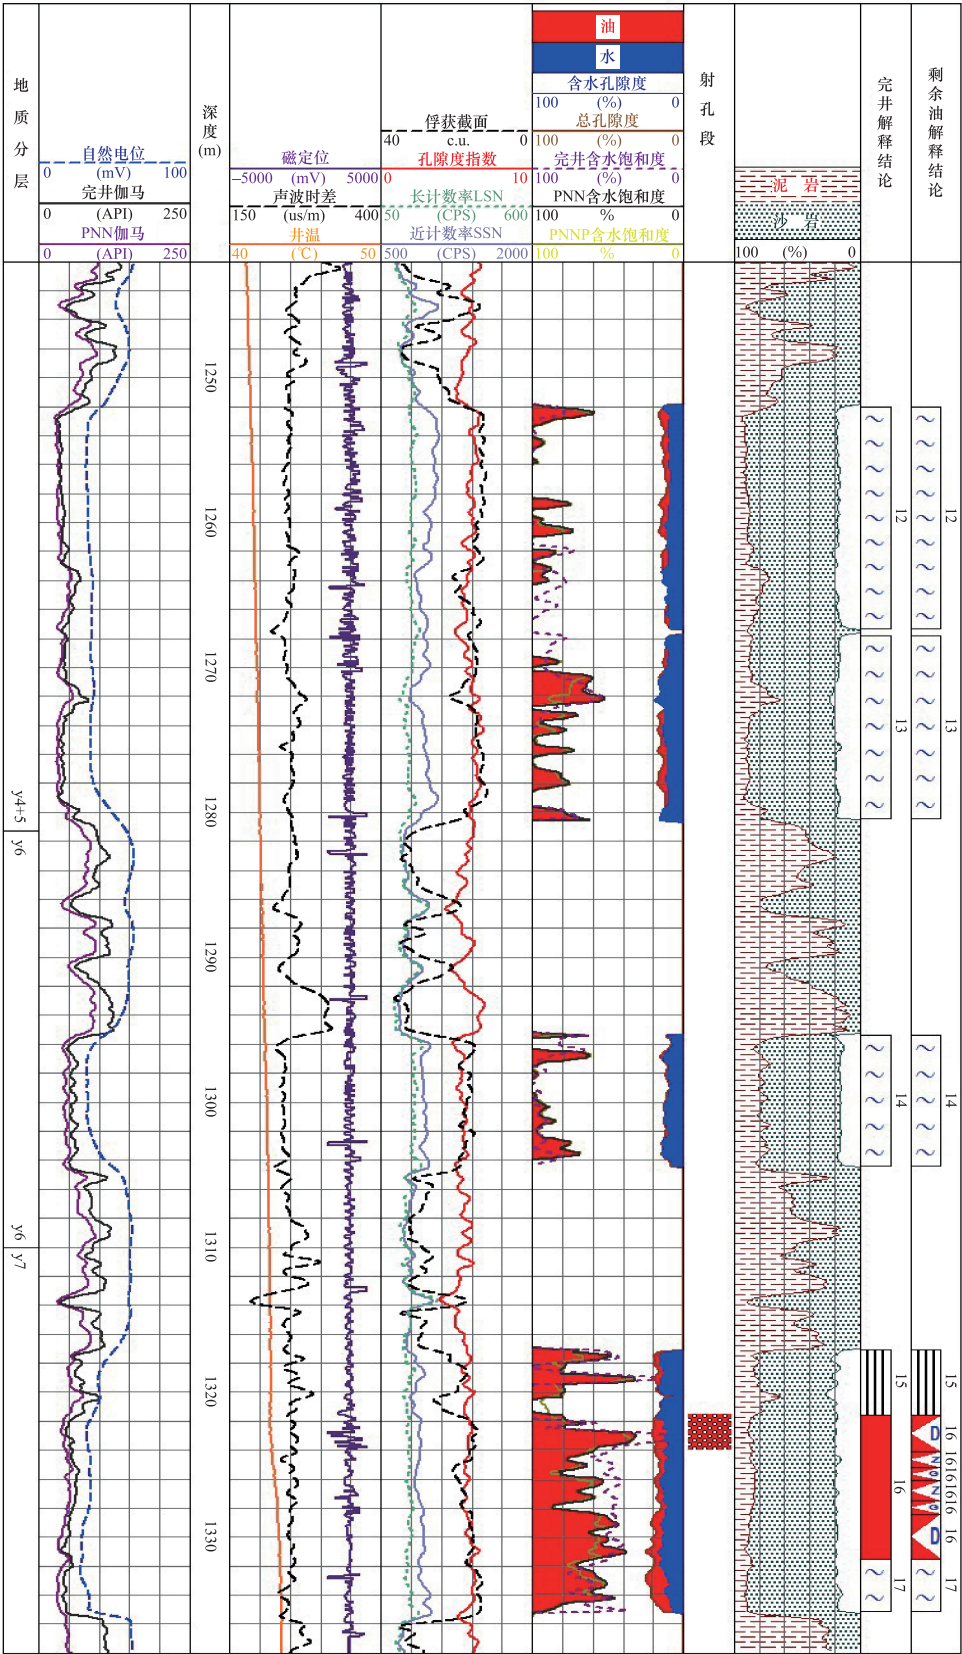 地质分层
自然电位
0 (mV) 100
完井伽马
0 (API) 250
PNN伽马
0 (API) 250
深度(m)
磁定位
−5000 (mV) 5000
声波时差
150 (us/m) 400
井温
40 (℃) 50
俘获截面
40 c.u. 0
孔隙度指数
0 10
长计数率LSN
50 (CPS) 600
近计数率SSN
500 (CPS) 2000
油
水
含水孔隙度
100 (%) 0
总孔隙度
100 (%) 0
完井含水饱和度
100 % 0
PNN含水饱和度
100 % 0
PNNP含水饱和度
100 % 0
射孔段
泥岩
沙岩
100 (%) 0
完井解释结论
剩余油解释结论
1250
1260
1270
1280
1290
1300
1310
1320
1330
y4+5
y6
y6
y7
12
13
14
15
16
17
12
13
14
15
16
16
16
16
16
16
17
D
Z
G
Z
G
D